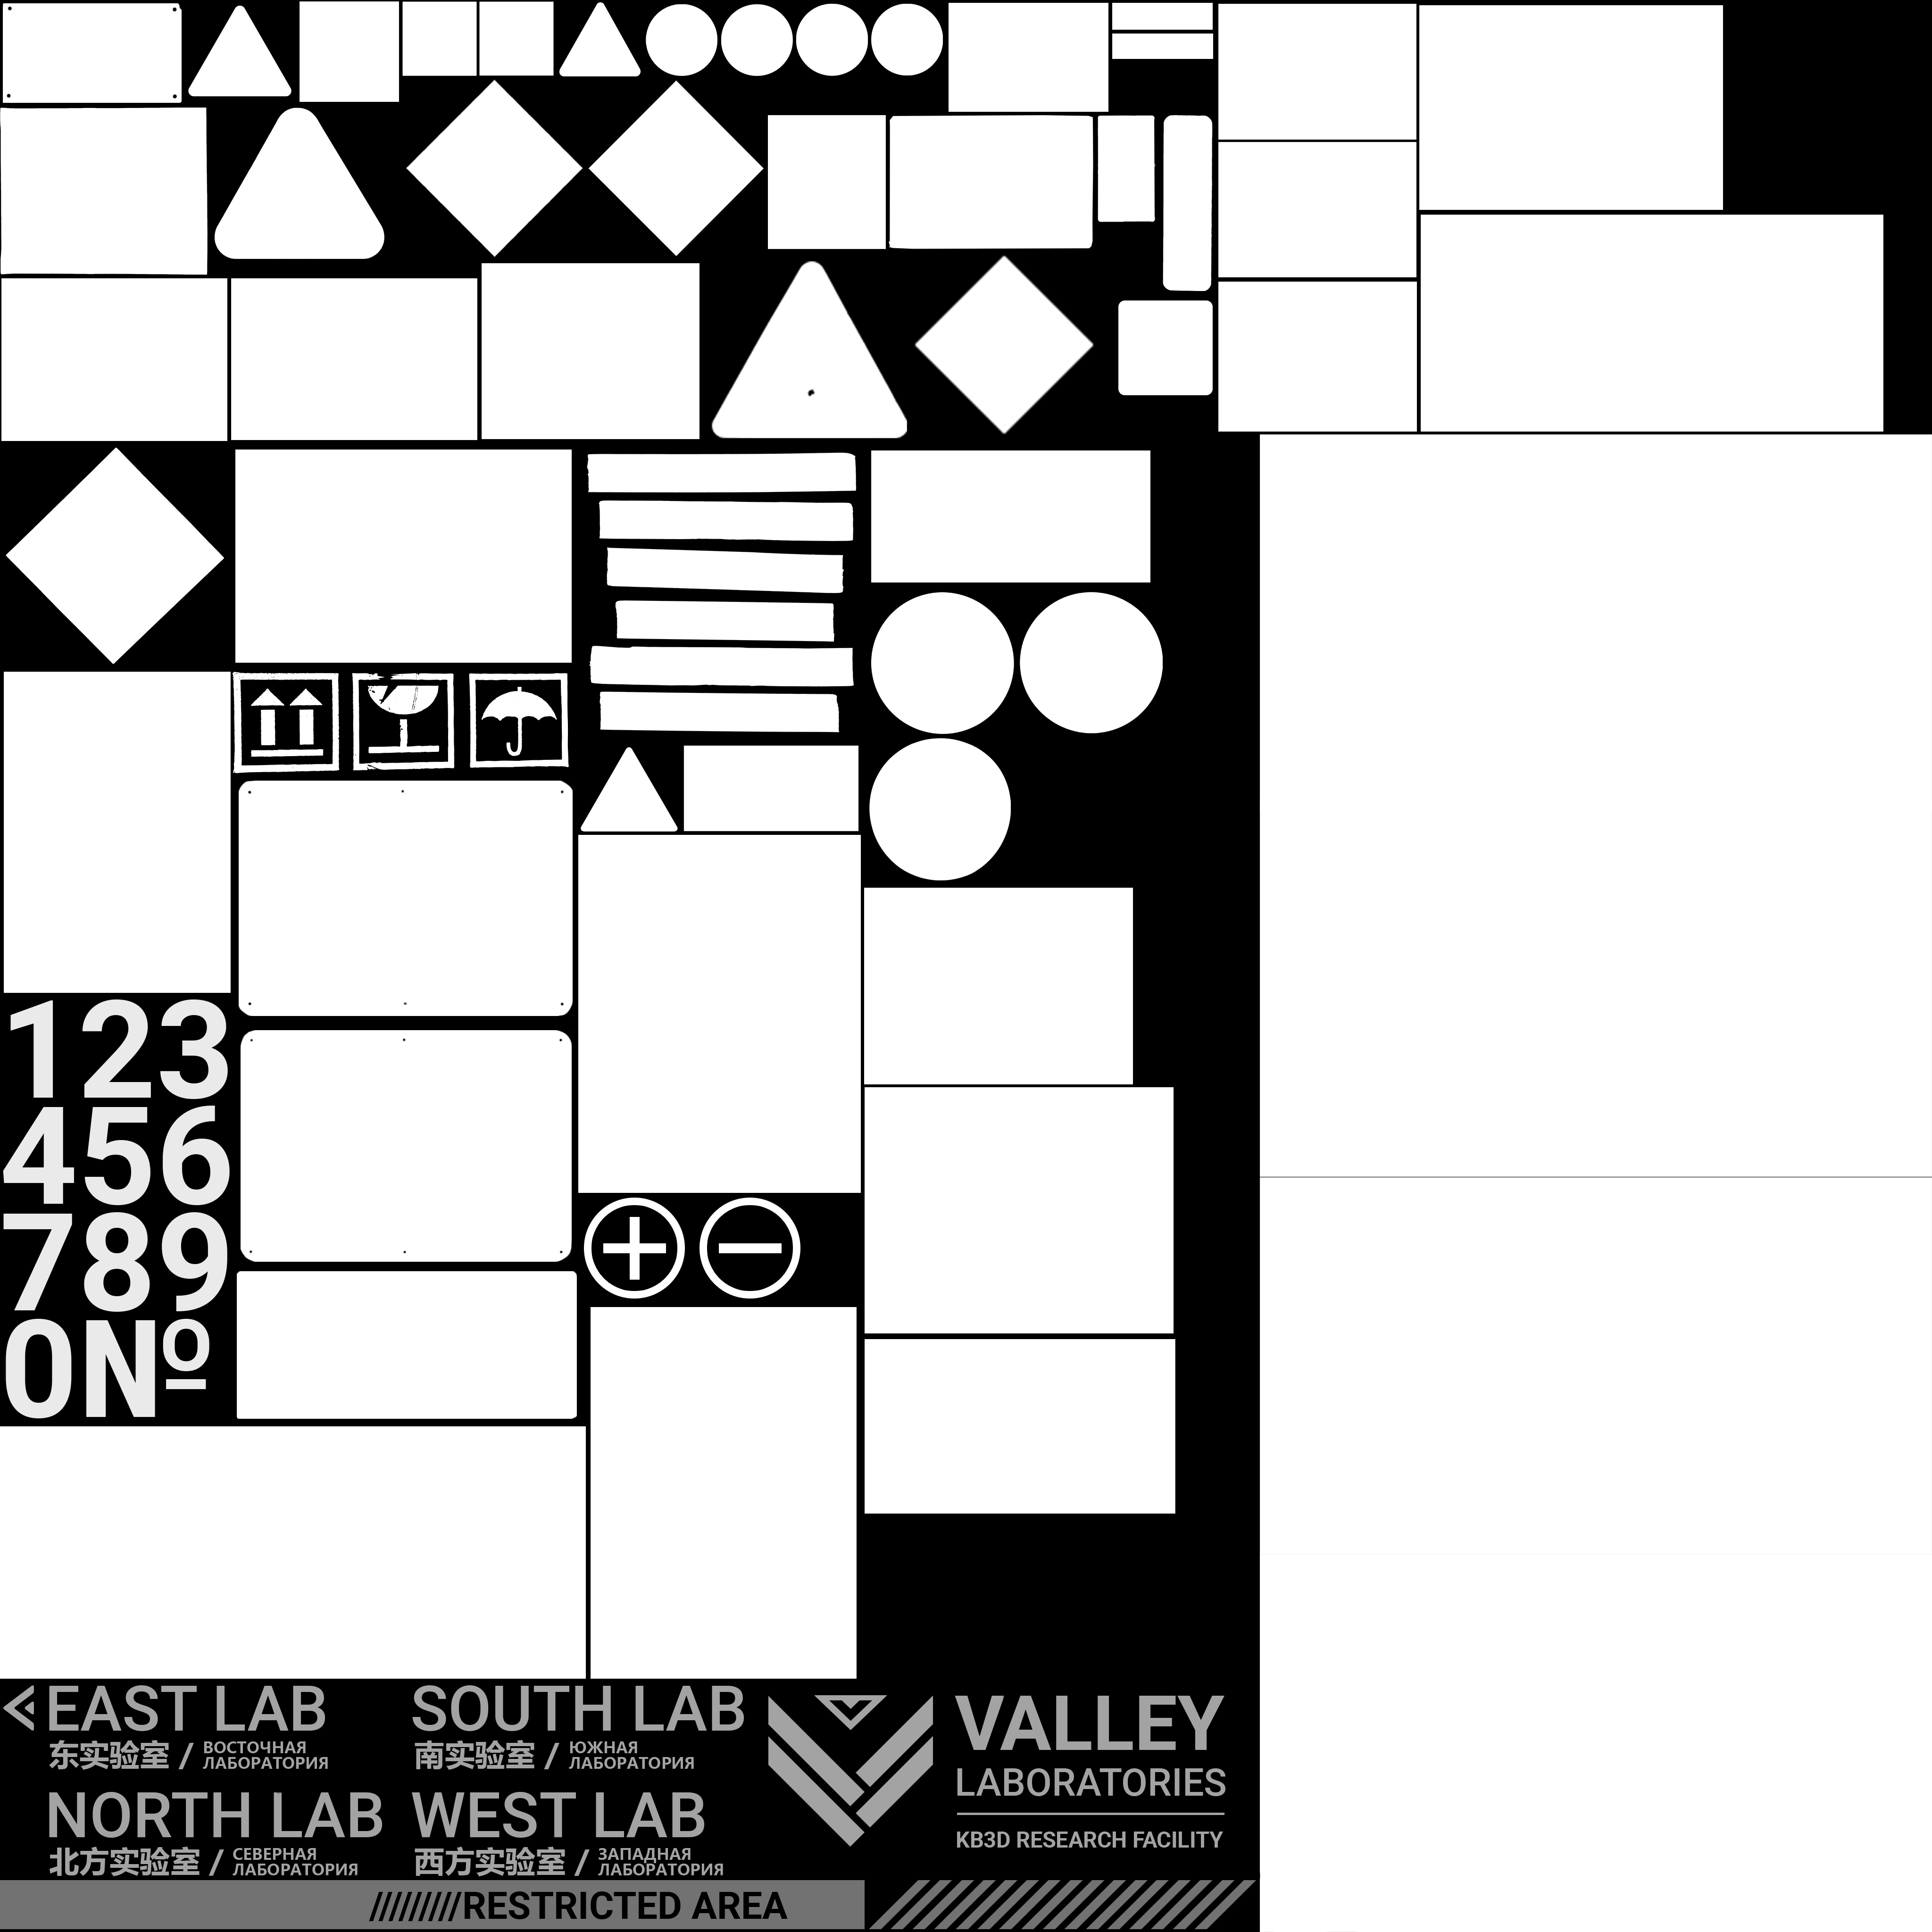 123
456
789
0Nº
EAST LAB
东实验室 / ВОСТОЧНАЯ
ЛАБОРАТОРИЯ
SOUTH LAB
南实验室 / ЮЖНАЯ
ЛАБОРАТОРИЯ
NORTH LAB
北方实验室 / СЕВЕРНАЯ
ЛАБОРАТОРИЯ
WEST LAB
西方实验室 / ЗАПАДНАЯ
ЛАБОРАТОРИЯ
VALLEY
LABORATORIES
KB3D RESEARCH FACILITY
//////////RESTRICTED AREA